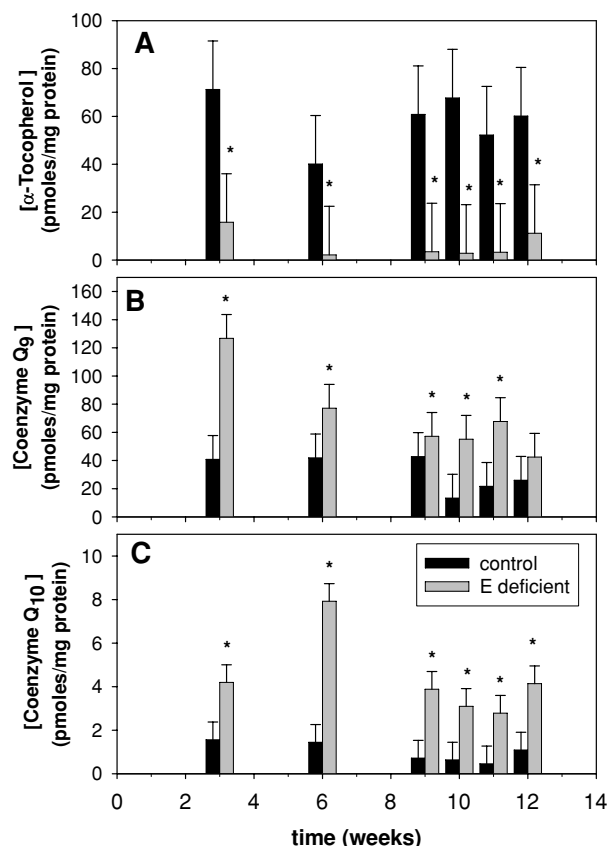 A
[α-Tocopherol]
(pmoles/mg protein)
100
80
60
40
20
0
* * * * * *
B
[Coenzyme Q9]
(pmoles/mg protein)
160
140
120
100
80
60
40
20
0
* * * * *
C
[Coenzyme Q10]
(pmoles/mg protein)
10
8
6
4
2
0
* * * * * *
control
E deficient
0 2 4 6 8 10 12 14
time (weeks)